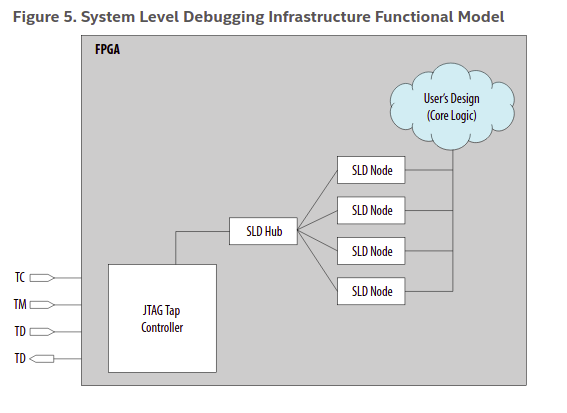 Figure 5. System Level Debugging Infrastructure Functional Model
FPGA
User's Design
(Core Logic)
SLD Node
SLD Node
SLD Hub
SLD Node
SLD Node
TC
TM
JTAG Tap
Controller
TD
TD